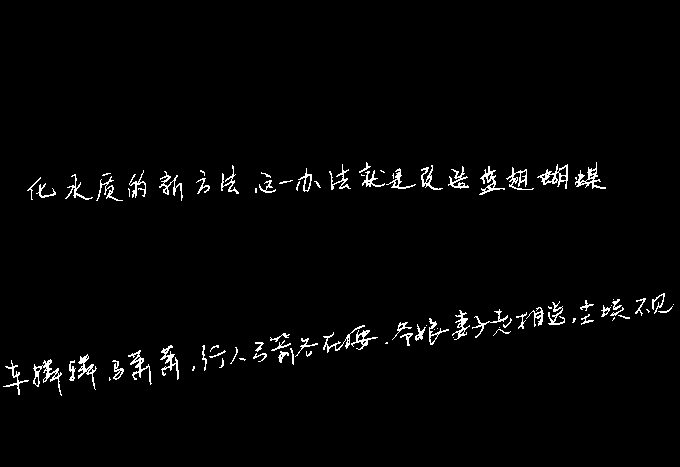 化水质的新方法,这一办法就是改造蓝翅蝴蝶
车辚辚马萧萧,行人弓箭各在腰.爷娘妻子走相送,尘埃不见